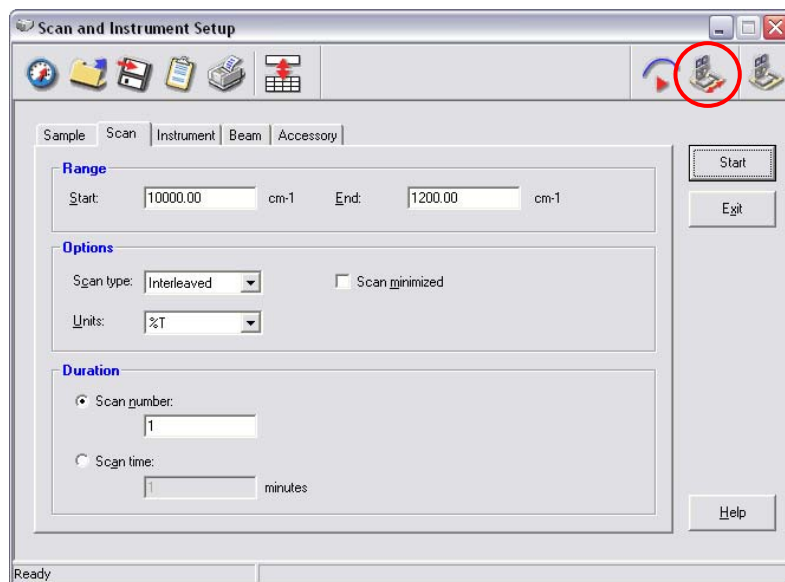 Scan and Instrument Setup
Sample Scan Instrument Beam Accessory
Range
Start: 10000.00 cm-1 End: 1200.00 cm-1
Options
Scan type: Interleaved Scan minimized
Units: %T
Duration
Scan number:
1
Scan time:
1 minutes
Start
Exit
Help
Ready